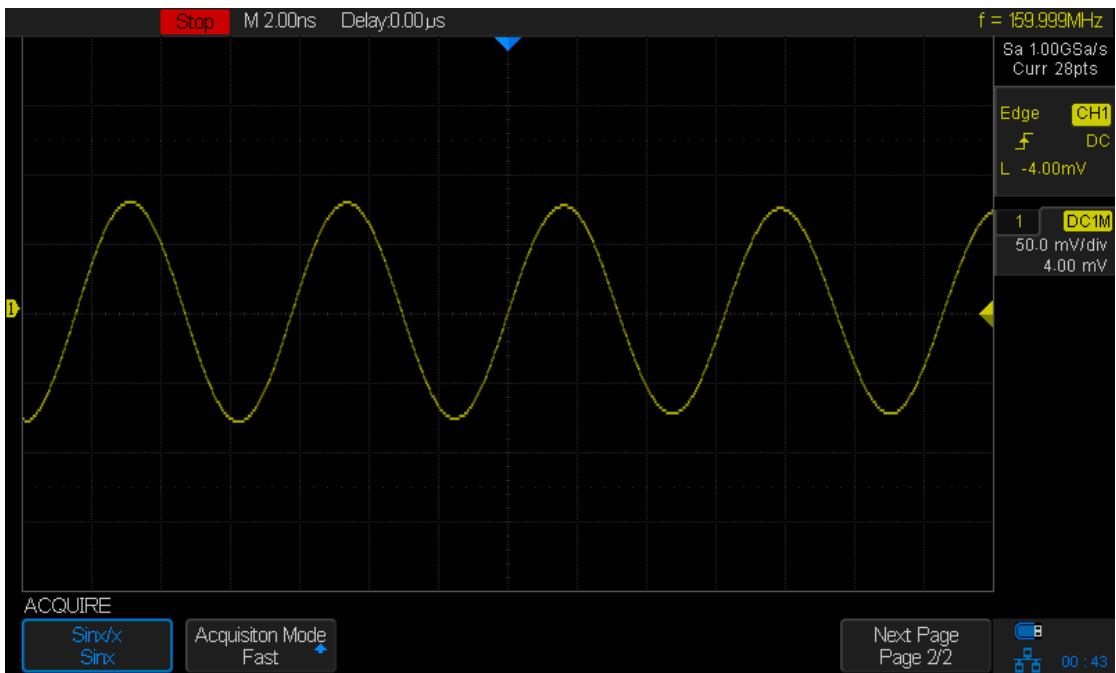 Stop M 2.00ns Delay:0.00µs f = 159.999MHz
Sa 1.00GSa/s
Curr 28pts
Edge CH1
DC
L -4.00mV
1 DC1M
50.0 mV/div
4.00 mV
1
ACQUIRE
Sinx/x
Sinx
Acquisiton Mode
Fast
Next Page
Page 2/2
00 : 43